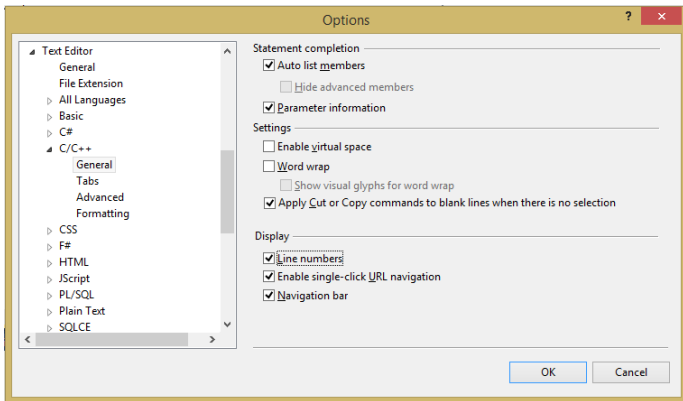 Options
?
Text Editor
General
File Extension
All Languages
Basic
C#
C/C++
General
Tabs
Advanced
Formatting
CSS
F#
HTML
JScript
PL/SQL
Plain Text
SQLCE
Statement completion
Auto list members
Hide advanced members
Parameter information
Settings
Enable virtual space
Word wrap
Show visual glyphs for word wrap
Apply Cut or Copy commands to blank lines when there is no selection
Display
Line numbers
Enable single-click URL navigation
Navigation bar
OK
Cancel